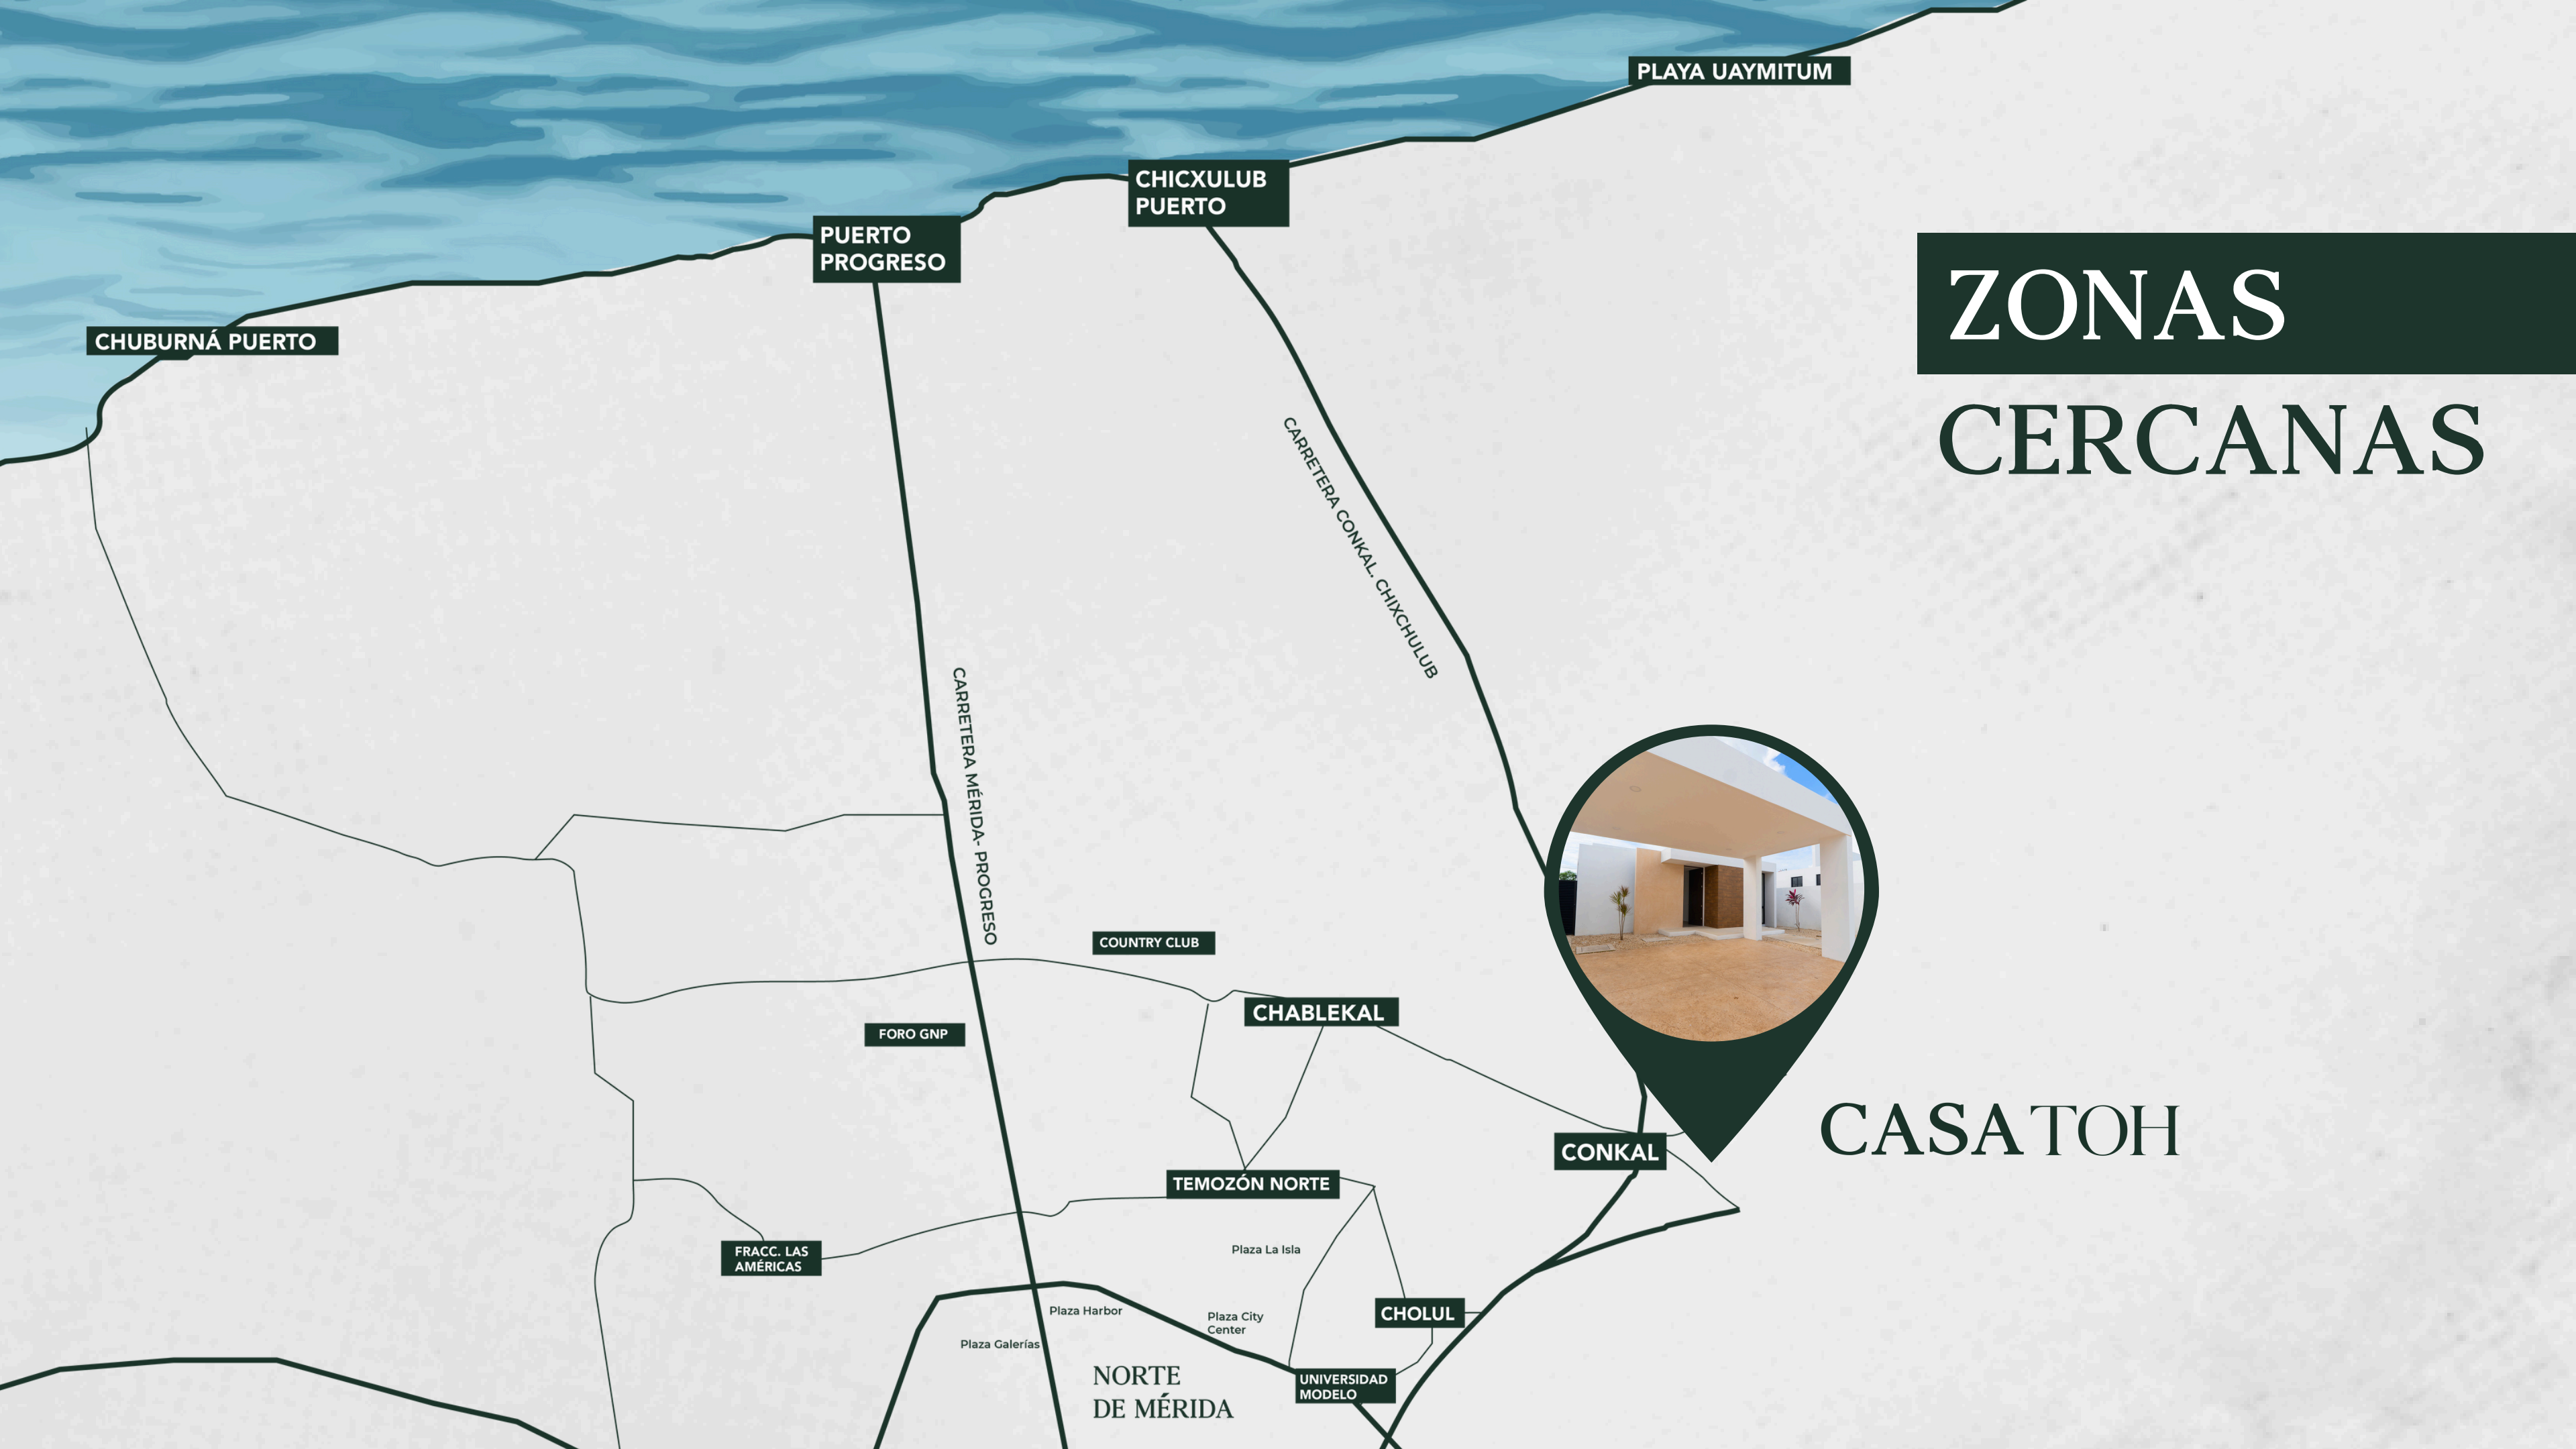 PLAYA UAYMITUM
CHICXULUB
PUERTO
PUERTO
PROGRESO
CHUBURNÁ PUERTO
ZONAS
CERCANAS
CARRETERA CONKAL. CHIXCHULUB
CARRETERA MÉRIDA- PROGRESO
COUNTRY CLUB
CHABLEKAL
FORO GNP
CASATOH
CONKAL
TEMOZÓN NORTE
FRACC. LAS
AMÉRICAS
Plaza La Isla
Plaza Harbor
Plaza City
Center
CHOLUL
Plaza Galerías
NORTE
DE MÉRIDA
UNIVERSIDAD
MODELO